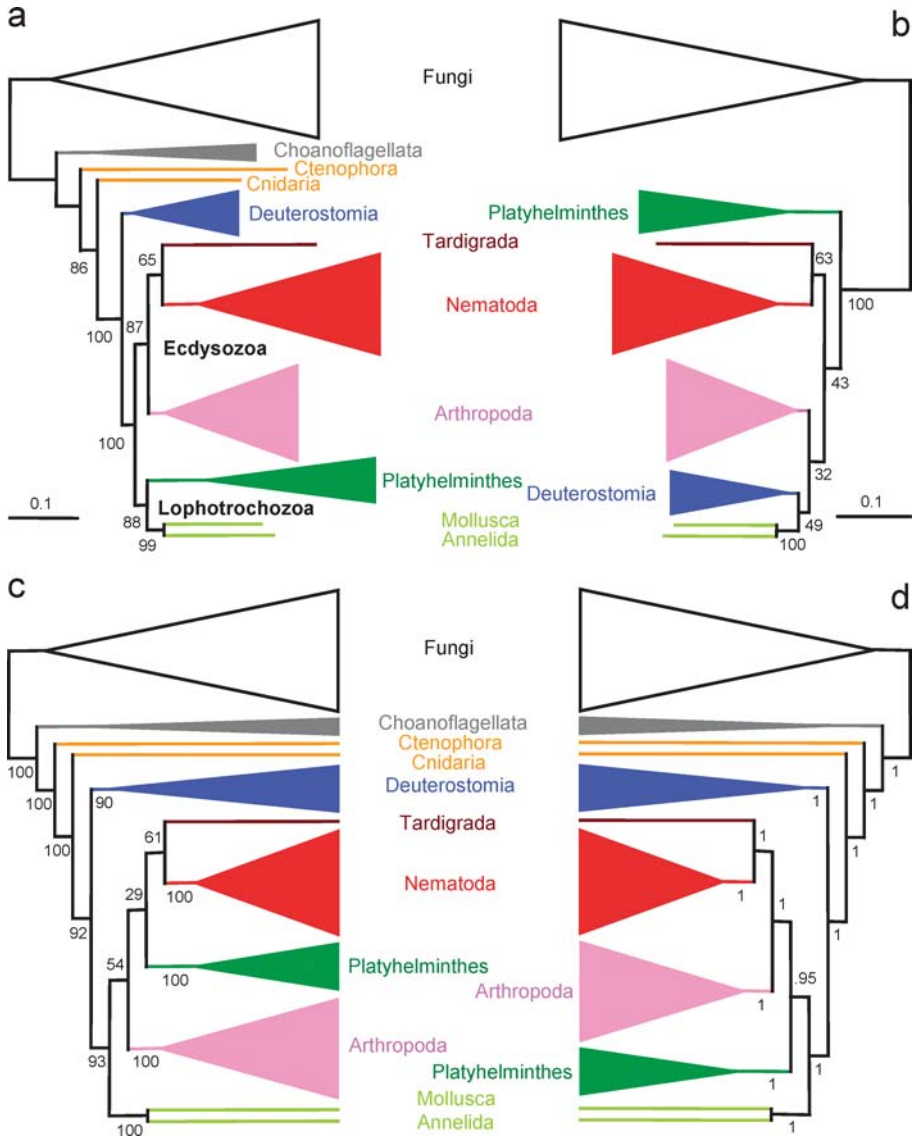 a
b
Fungi
Choanoflagellata
Ctenophora
Cnidaria
Deuterostomia
Platyhelminthes
Tardigrada
65
63
86
Nematoda
100
100
87
Ecdysozoa
43
Arthropoda
100
32
Platyhelminthes
Deuterostomia
0.1
0.1
Lophotrochozoa
88
Mollusca
49
99
Annelida
100
c
d
Fungi
Choanoflagellata
Ctenophora
Cnidaria
100
1
Deuterostomia
100
90
1
1
Tardigrada
61
1
100
1
Nematoda
29
100
1
1
92
1
54
Platyhelminthes
100
.95
Arthropoda
1
Arthropoda
93
100
1
Platyhelminthes
1
Mollusca
Annelida
100
1